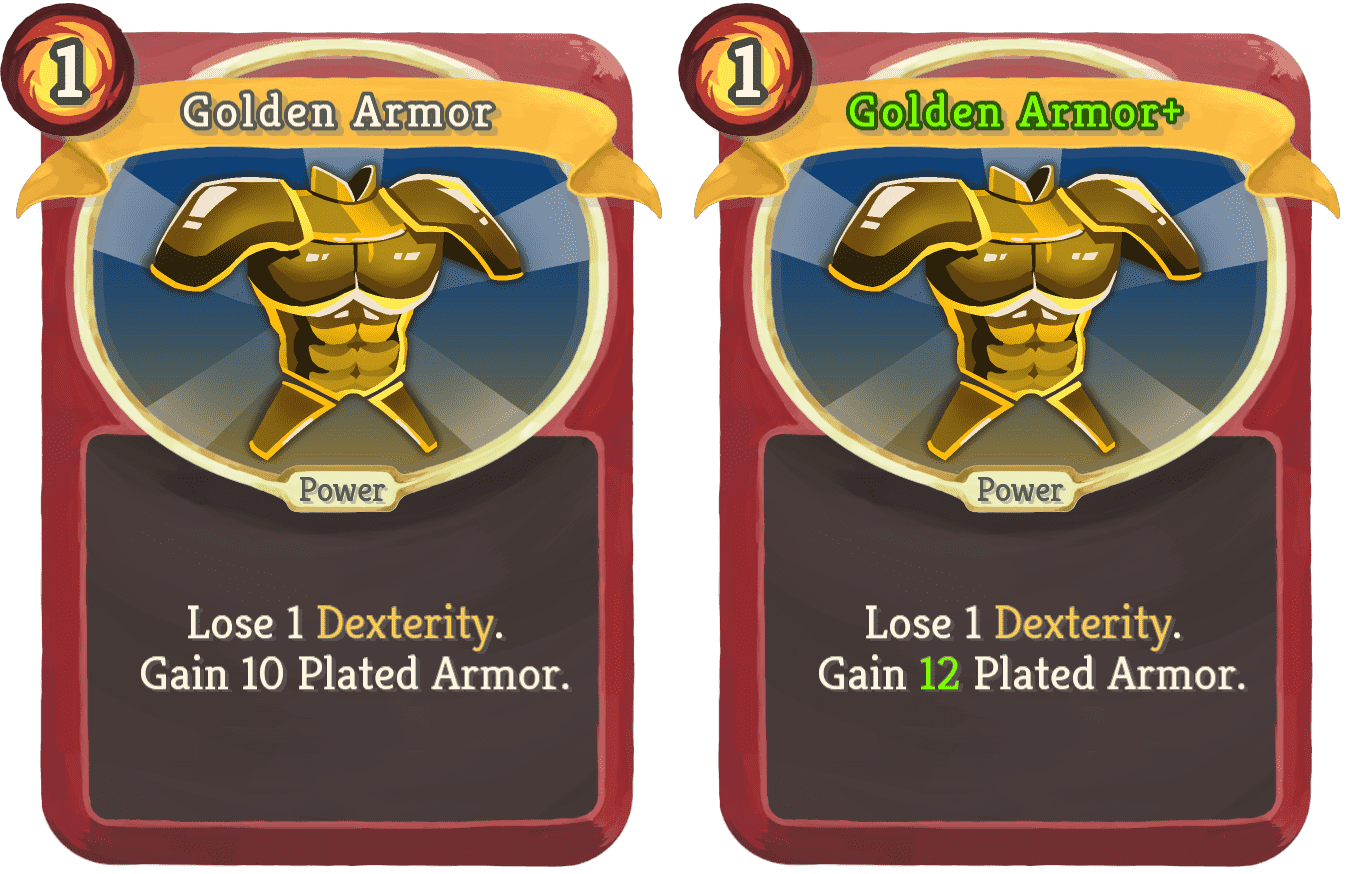 1
Golden Armor
Power
Lose 1 Dexterity.
Gain 10 Plated Armor.
1
Golden Armor+
Power
Lose 1 Dexterity.
Gain 12 Plated Armor.